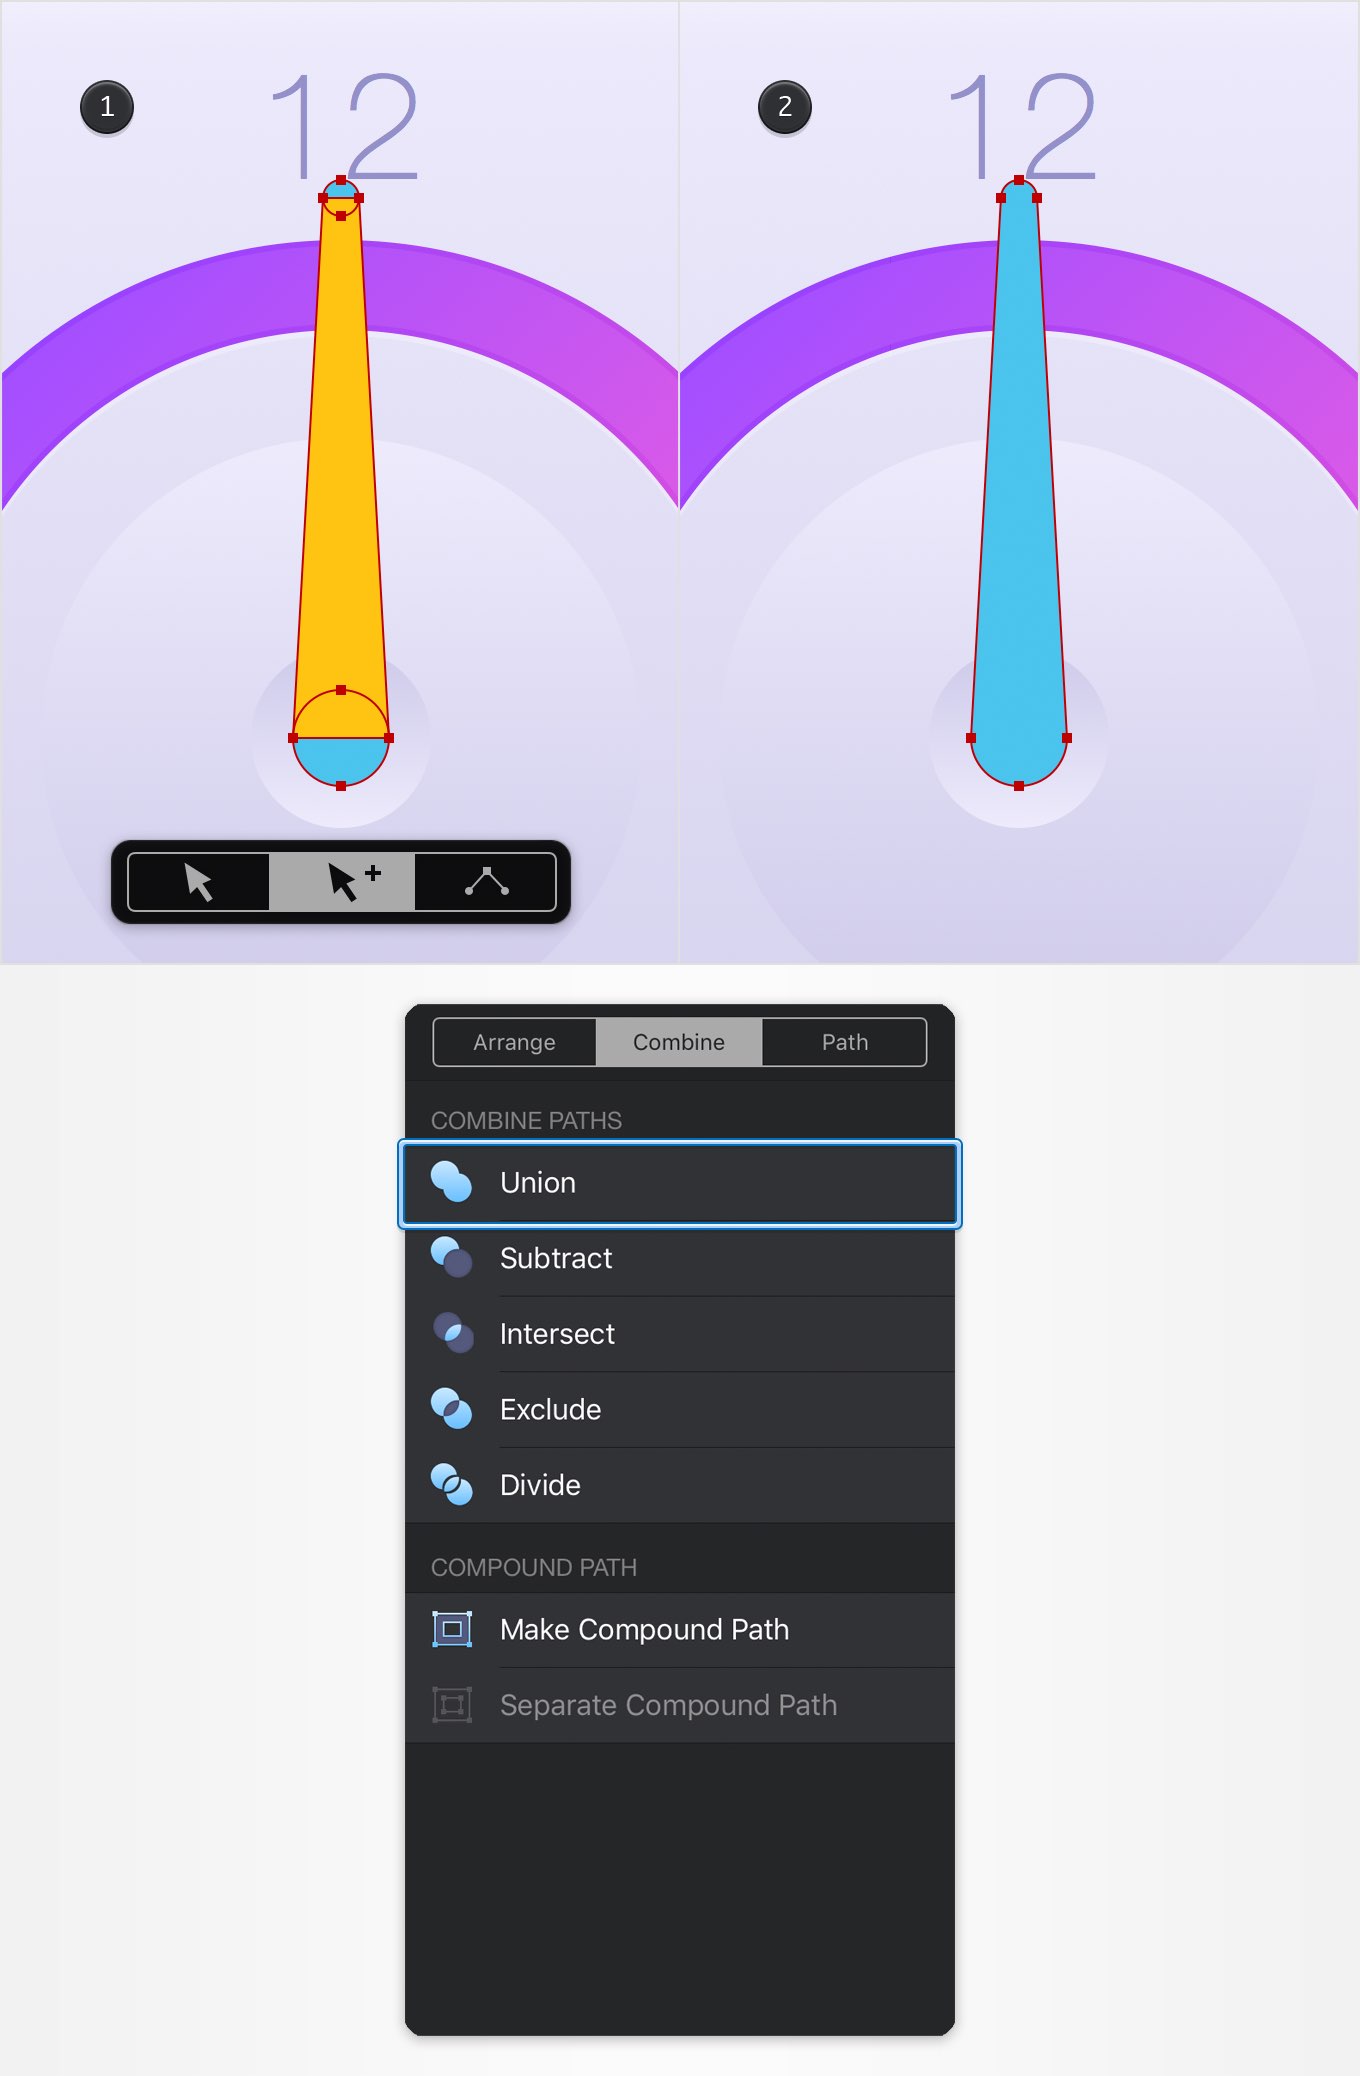 1
12
2
12
Arrange
Combine
Path
COMBINE PATHS
Union
Subtract
Intersect
Exclude
Divide
COMPOUND PATH
Make Compound Path
Separate Compound Path